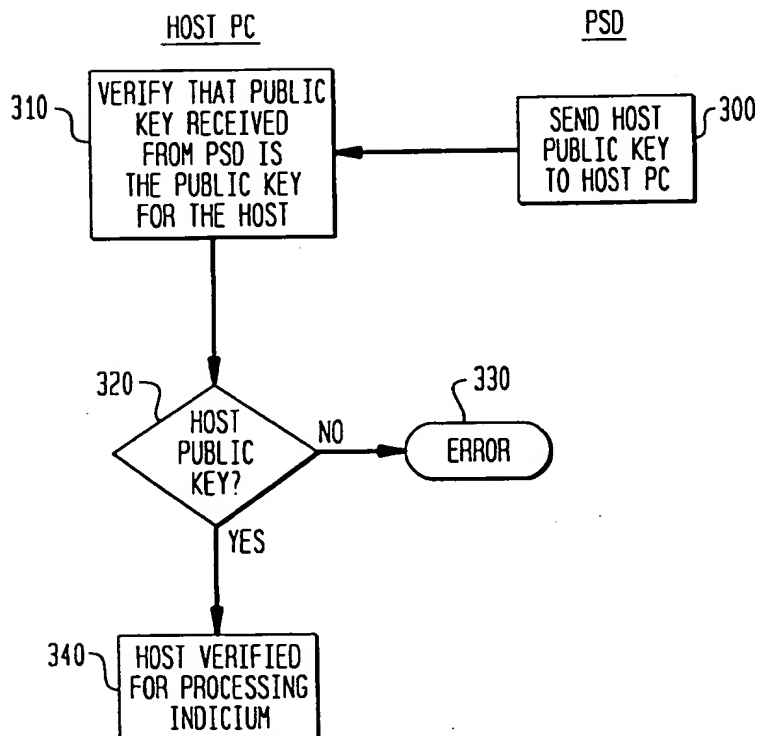 HOST PC
PSD
310
VERIFY THAT PUBLIC
KEY RECEIVED
FROM PSD IS
THE PUBLIC KEY
FOR THE HOST
SEND HOST
PUBLIC KEY
TO HOST PC
300
320
HOST
PUBLIC
KEY?
NO
330
ERROR
YES
340
HOST VERIFIED
FOR PROCESSING
INDICIUM